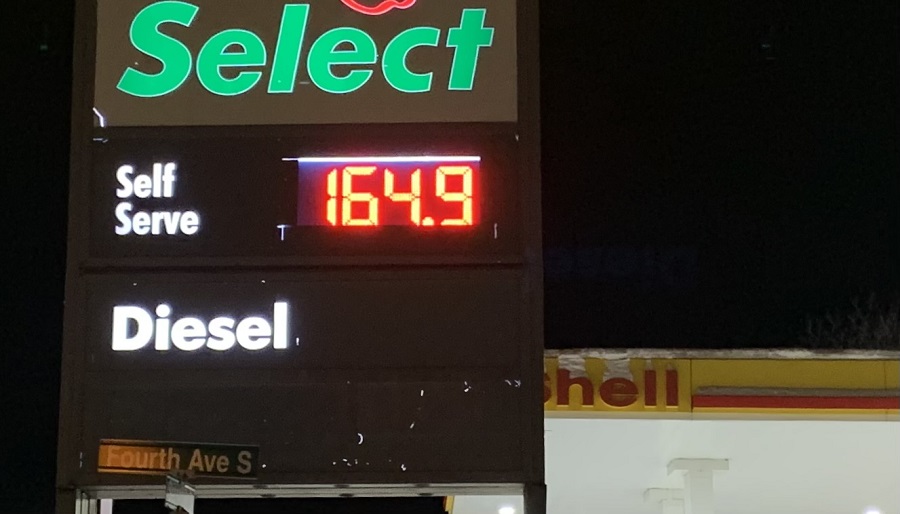 Select
Self
Serve
164.9
Diesel
Shell
Fourth Ave S